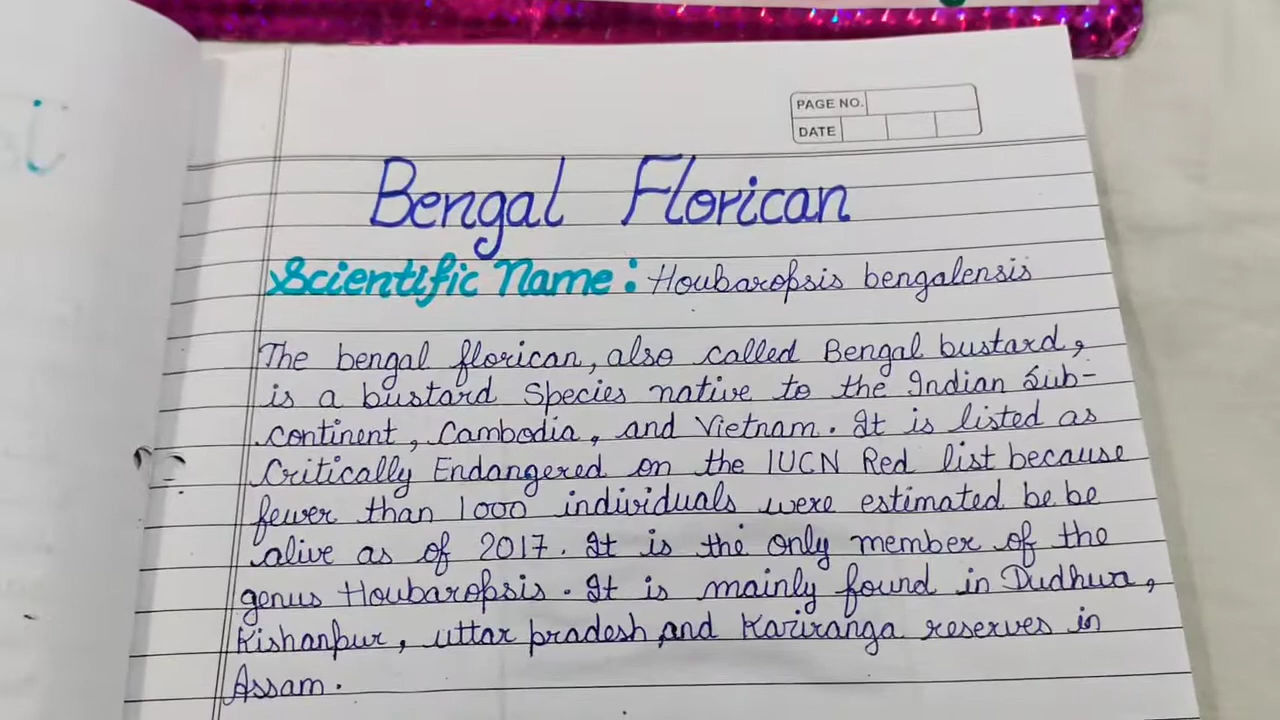 PAGE NO.
DATE
Bengal Florican
Scientific Name: Houbaropsis bengalensis
The bengal florican, also called Bengal bustard,
is a bustard Species native to the Indian Sub-
continent, Cambodia, and Vietnam. It is listed as
Critically Endangered on the IUCN Red list because
fewer than 1000 individuals were estimated be be
alive as of 2017. It is the only member of the
genus Houbaropsis. It is mainly found in Dudhwa,
Kishanpur, uttar pradesh, and Kaziranga reserves in
Assam.